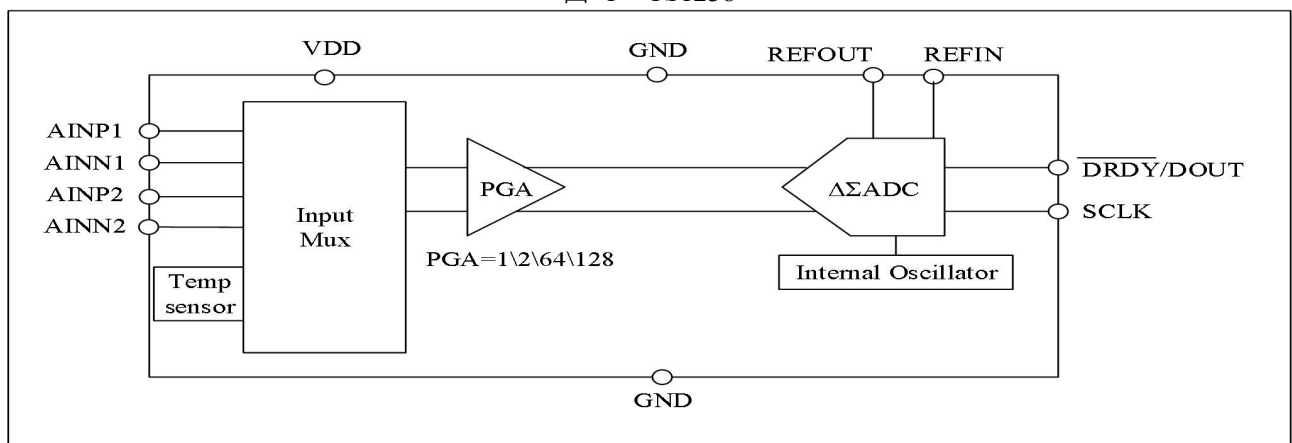 VDD
GND
REFOUT
REFIN
AINP1
AINN1
AINP2
AINN2
Input
Mux
PGA
ΔΣADC
DRDY/DOUT
SCLK
PGA=1\2\64\128
Temp
sensor
Internal Oscillator
GND